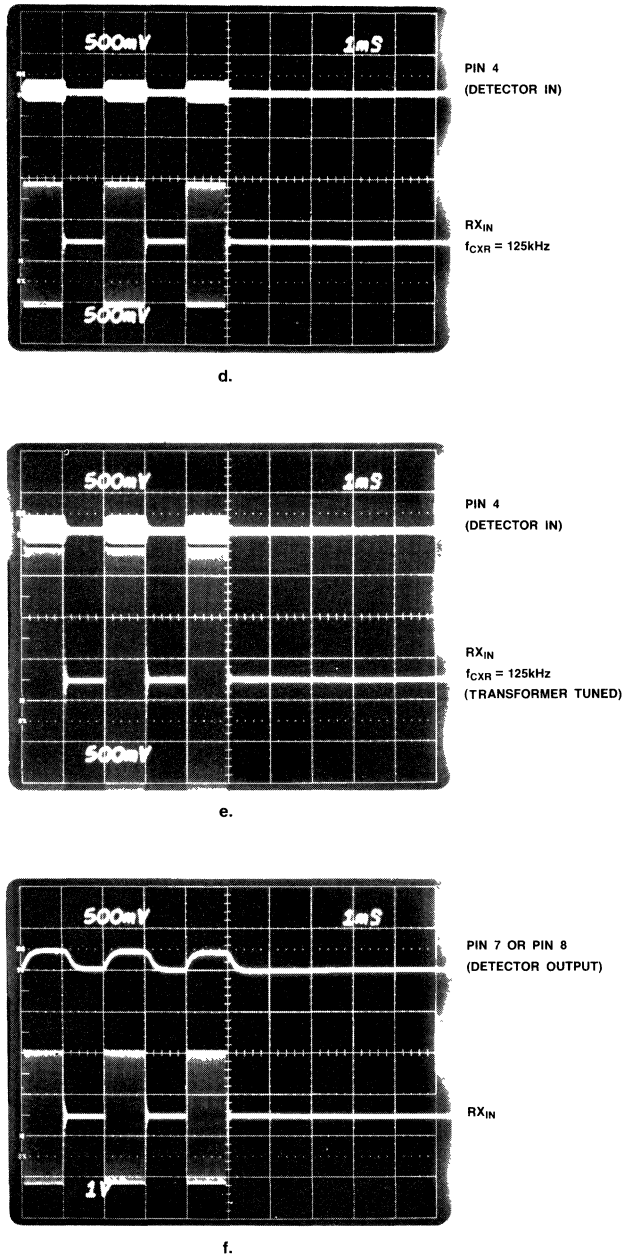 500mV 1mS
PIN 4
(DETECTOR IN)
RXIN
fCXR = 125kHz
500mV
d.
500mV 1mS
PIN 4
(DETECTOR IN)
RXIN
fCXR = 125kHz
(TRANSFORMER TUNED)
500mV
e.
500mV 1mS
PIN 7 OR PIN 8
(DETECTOR OUTPUT)
RXIN
1V
f.